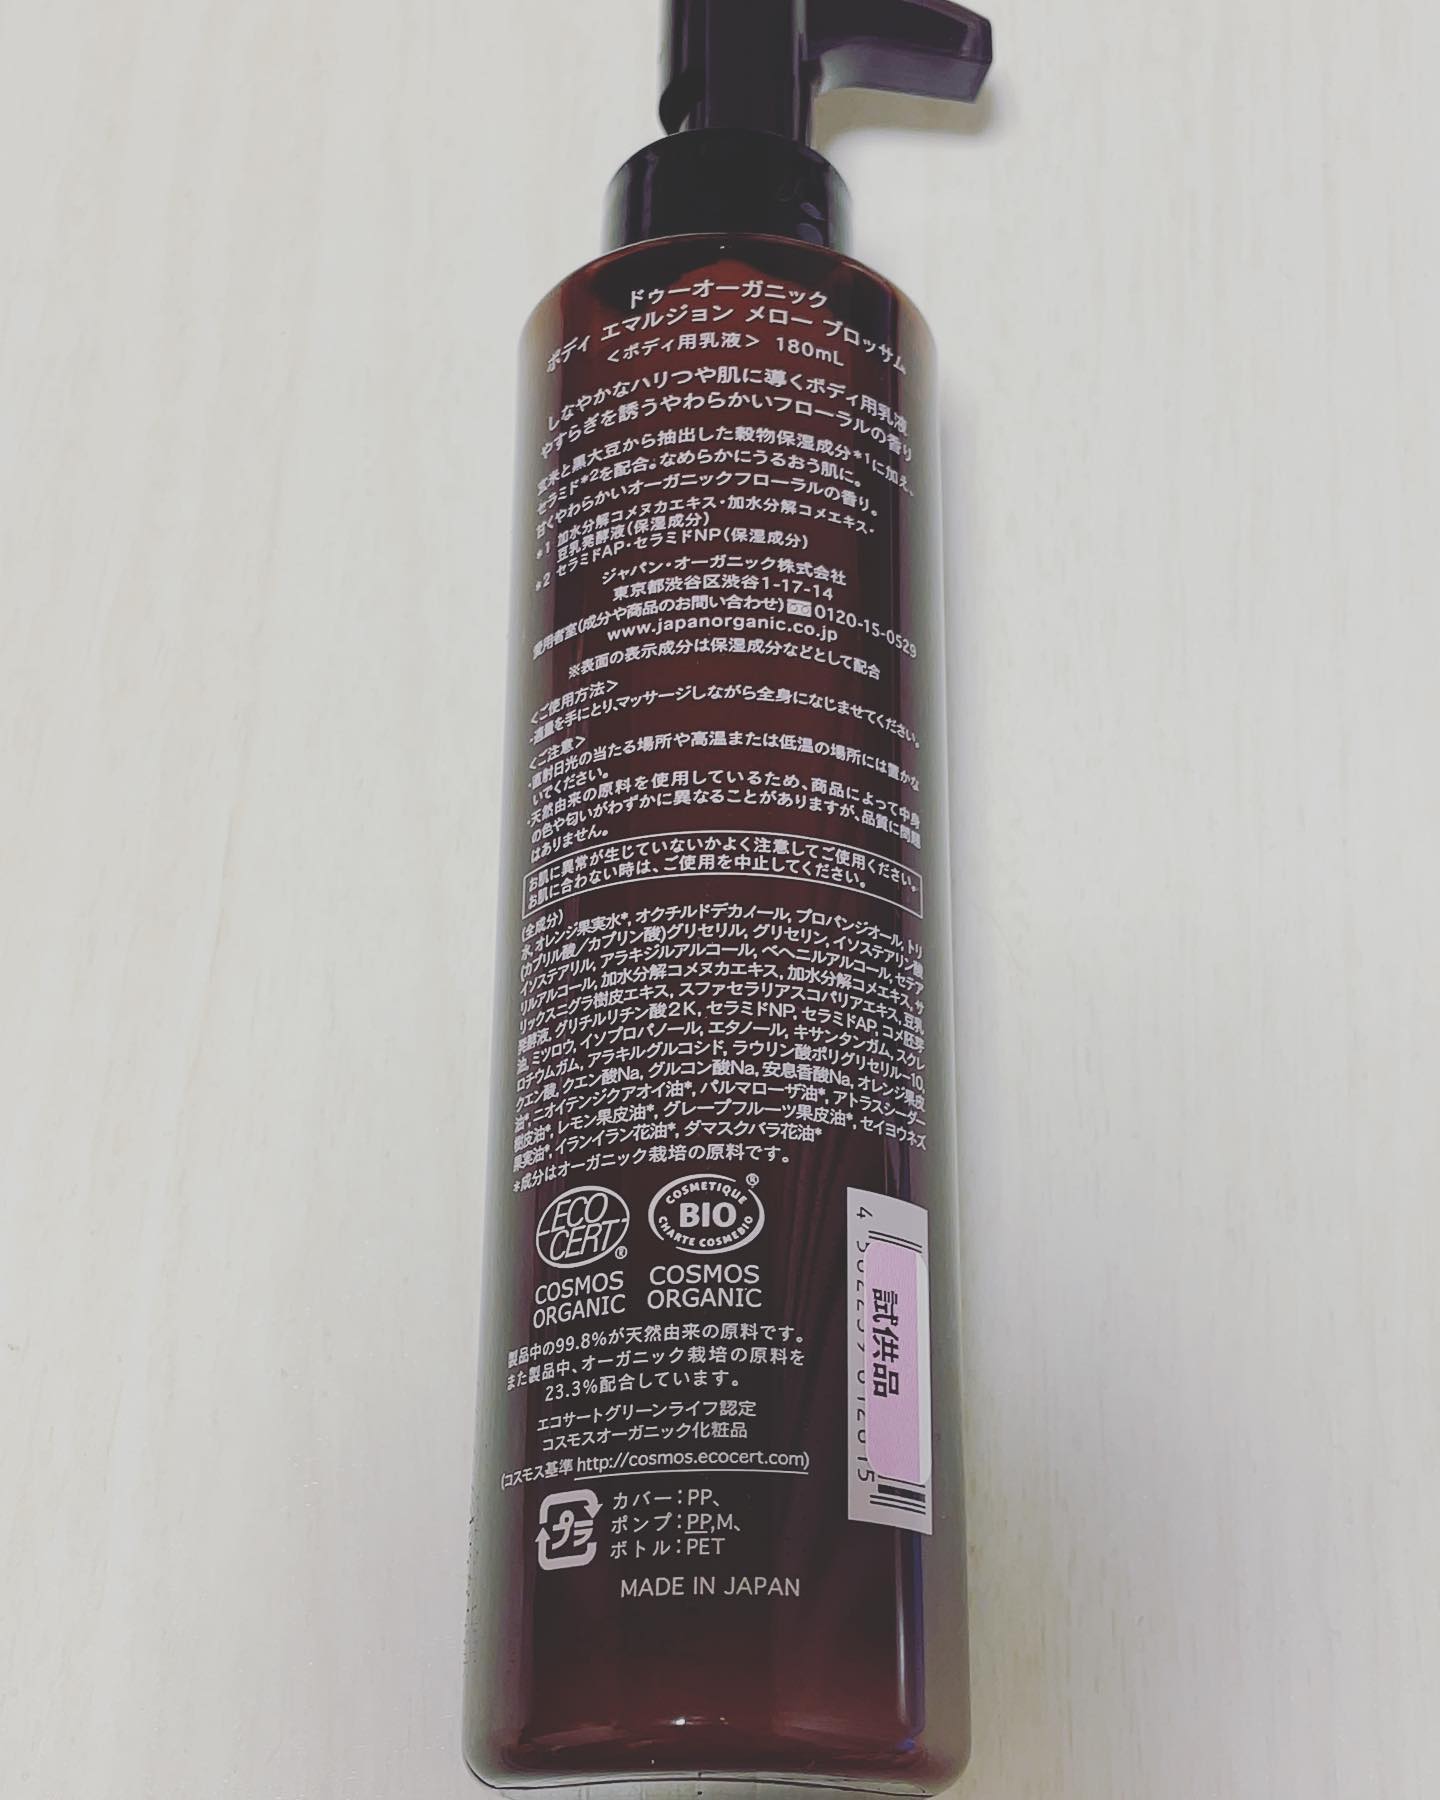 ドゥーオーガニック
ボディ エマルジョン メロー ブロッサム
＜ボディ用乳液＞ 180mL
しなやかなハリつや肌に導くボディ用乳液
やすらぎを誘うやわらかいフローラルの香り
玄米と黒大豆から抽出した穀物保湿成分*1に加え、
セラミド*2を配合。なめらかにうるおう肌に。
甘くやわらかいオーガニックフローラルの香り。
*1 加水分解コメヌカエキス・加水分解コメエキス・
豆乳発酵液（保湿成分）
*2 セラミドAP・セラミドNP（保湿成分）
ジャパン・オーガニック株式会社
東京都渋谷区渋谷1-17-14
愛用者室（成分や商品のお問い合わせ）0120-15-0529
www.japanorganic.co.jp
※表面の表示成分は保湿成分などとして配合
＜ご使用方法＞
・適量を手にとり、マッサージしながら全身になじませてください。
＜ご注意＞
・直射日光の当たる場所や高温または低温の場所には置かな
いでください。
・天然由来の原料を使用しているため、商品によって中身
の色や匂いがわずかに異なることがありますが、品質に問題
はありません。
お肌に異常が生じていないかよく注意してご使用ください。
お肌に合わない時は、ご使用を中止してください。
(全成分)
水, オレンジ果実水*, オクチルドデカノール, プロパンジオール, トリ
(カプリル酸／カプリン酸)グリセリル, グリセリン, イソステアリン酸
イソステアリル, アラキジルアルコール, ベヘニルアルコール, セテア
リルアルコール, 加水分解コメヌカエキス, 加水分解コメエキス, サ
リックスニグラ樹皮エキス, スファセラリアスコパリアエキス, 豆乳
発酵液, グリチルリチン酸2K, セラミドNP, セラミドAP, コメ胚芽
油, ミツロウ, イソプロパノール, エタノール, キサンタンガム, スクレ
ロチウムガム, アラキルグルコシド, ラウリン酸ポリグリセリル-10,
クエン酸, クエン酸Na, グルコン酸Na, 安息香酸Na, オレンジ果皮
油*, ニオイテンジクアオイ油*, パルマローザ油*, アトラスシーダー
樹皮油*, レモン果皮油*, グレープフルーツ果皮油*, セイヨウネズ
果実油*, イランイラン花油*, ダマスクバラ花油*
*成分はオーガニック栽培の原料です。
ECO
CERT®
COSMOS
ORGANIC
COSMETIQUE®
BIO
CHARTE COSMEBIO
COSMOS
ORGANIC
製品中の99.8%が天然由来の原料です。
また製品中、オーガニック栽培の原料を
23.3%配合しています。
エコサートグリーンライフ認定
コスモスオーガニック化粧品
(コスモス基準 http://cosmos.ecocert.com)
プラ
カバー：PP、
ポンプ：PP,M、
ボトル：PET
MADE IN JAPAN
試供品